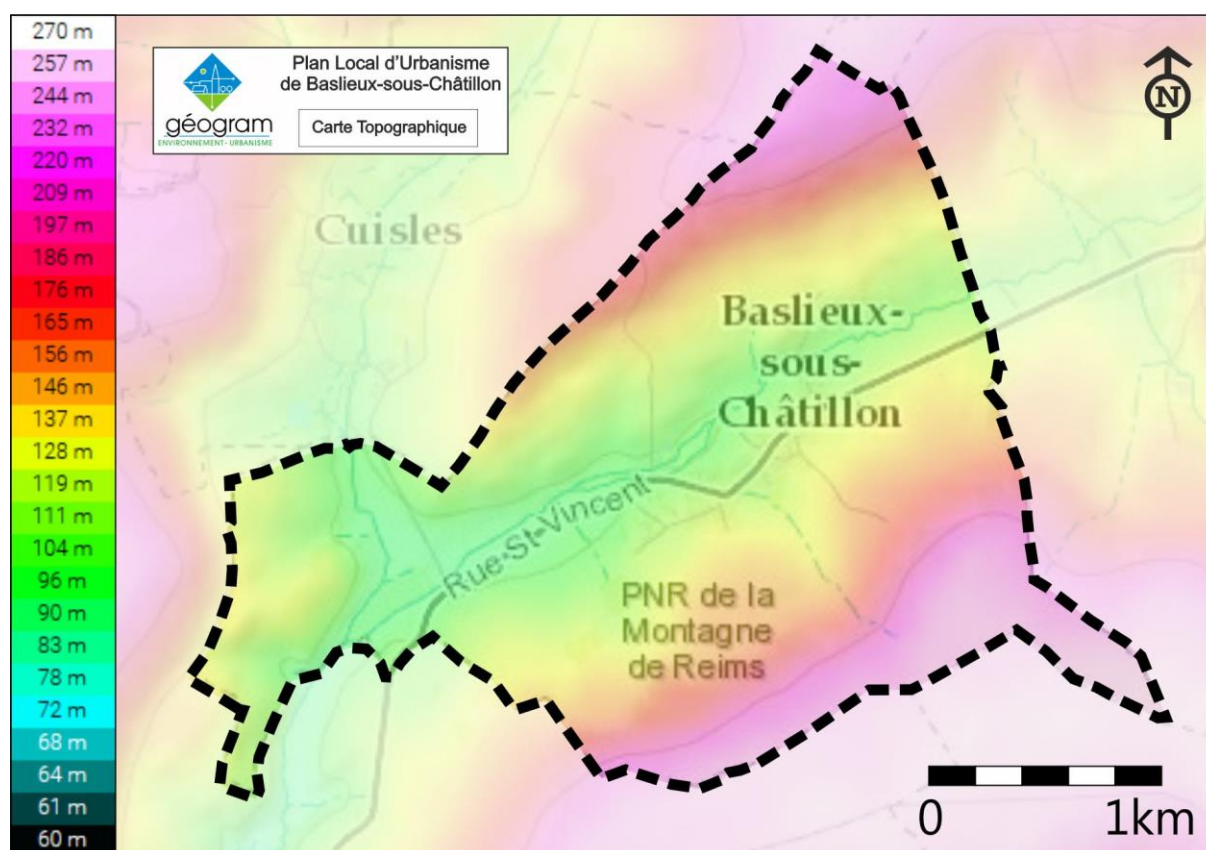 270 m
257 m
244 m
232 m
220 m
209 m
197 m
186 m
176 m
165 m
156 m
146 m
137 m
128 m
119 m
111 m
104 m
96 m
90 m
83 m
78 m
72 m
68 m
64 m
61 m
60 m
géogram
ENVIRONNEMENT - URBANISME
Plan Local d'Urbanisme
de Baslieux-sous-Châtillon
Carte Topographique
N
Cuisles
Baslieux-
sous-
Châtillon
Rue-St-Vincent
PNR de la
Montagne
de Reims
0 1km